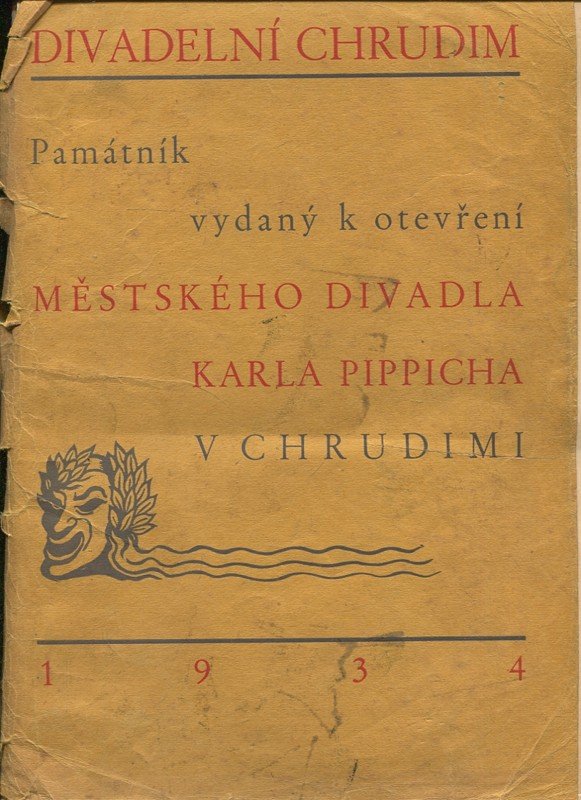 DIVADELNÍ CHRUDIM
Památník
vydaný k otevření
MĚSTSKÉHO DIVADLA
KARLA PIPPICHA
V CHRUDIMI
1 9 3 4